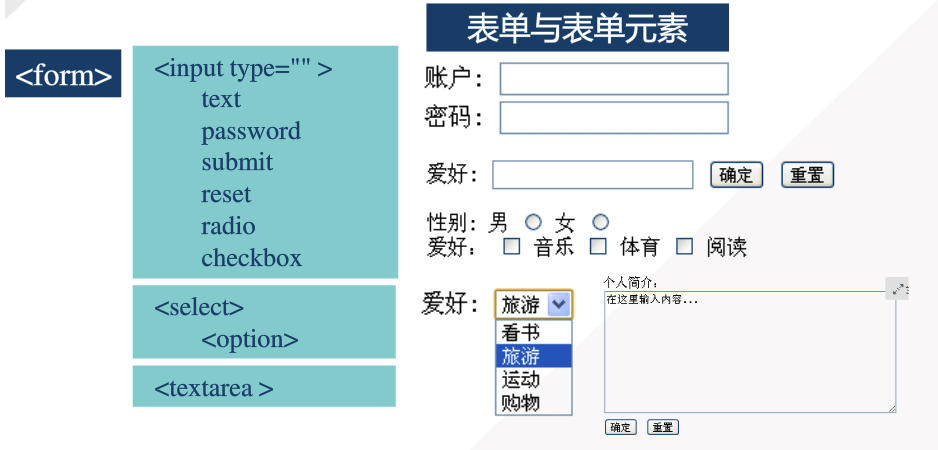 表单与表单元素
<form>
<input type="" >
text
password
submit
reset
radio
checkbox
<select>
<option>
<textarea >
账户：
密码：
爱好： 确定 重置
性别：男 女
爱好： 音乐 体育 阅读
爱好： 旅游
看书
旅游
运动
购物
个人简介：
在这里输入内容...
确定 重置